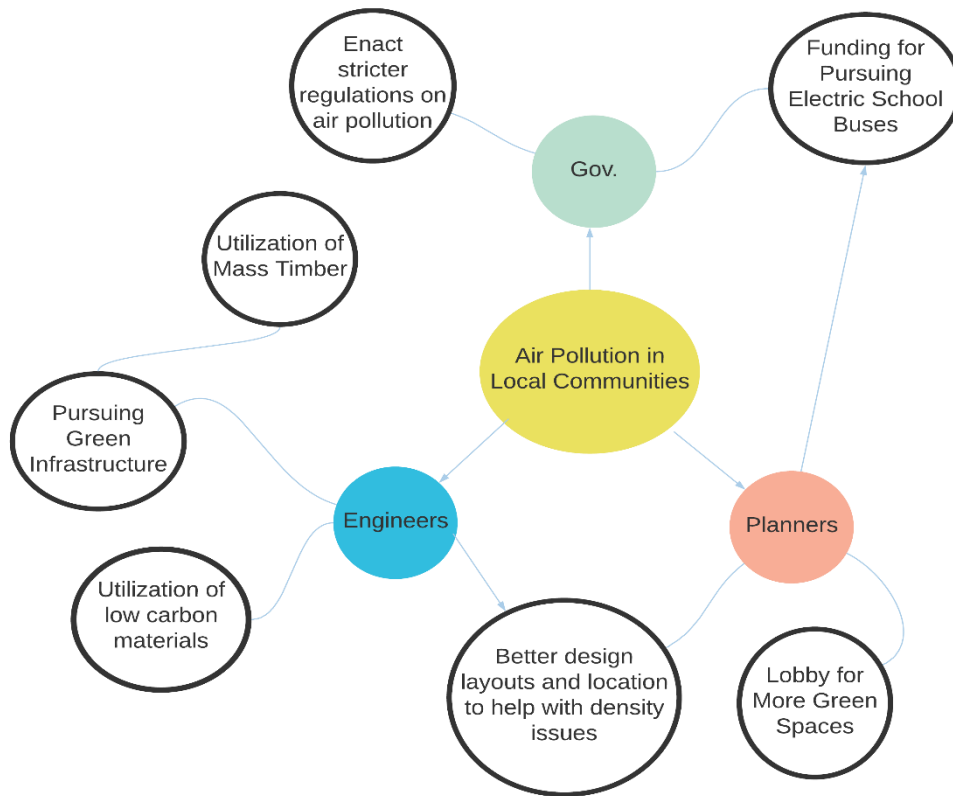 Enact
stricter
regulations on
air pollution
Funding for
Pursuing
Electric School
Buses
Gov.
Utilization of
Mass Timber
Air Pollution in
Local Communities
Pursuing
Green
Infrastructure
Engineers
Planners
Utilization of
low carbon
materials
Better design
layouts and location
to help with density
issues
Lobby for
More Green
Spaces